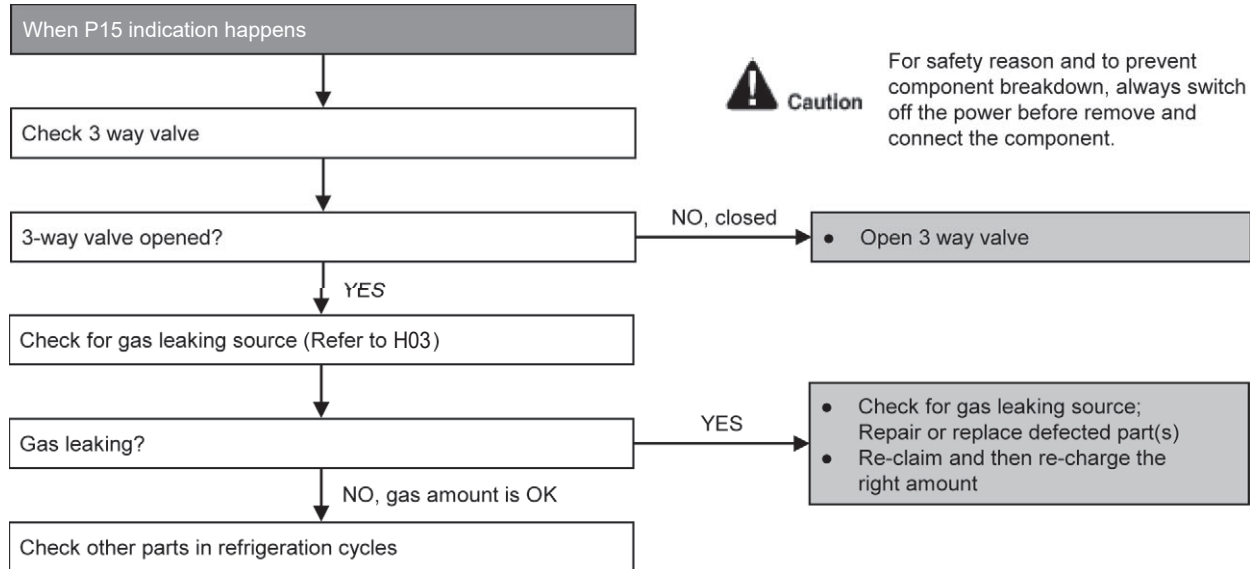 When P15 indication happens
Caution
For safety reason and to prevent
component breakdown, always switch
off the power before remove and
connect the component.
Check 3 way valve
3-way valve opened?
NO, closed
● Open 3 way valve
YES
Check for gas leaking source (Refer to H03)
Gas leaking?
YES
● Check for gas leaking source;
Repair or replace defected part(s)
● Re-claim and then re-charge the
right amount
NO, gas amount is OK
Check other parts in refrigeration cycles